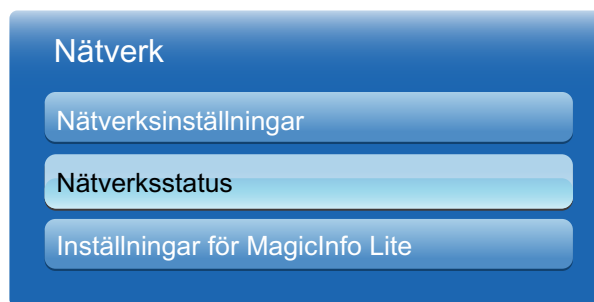 Nätverk
Nätverksinställningar
Nätverksstatus
Inställningar för MagicInfo Lite